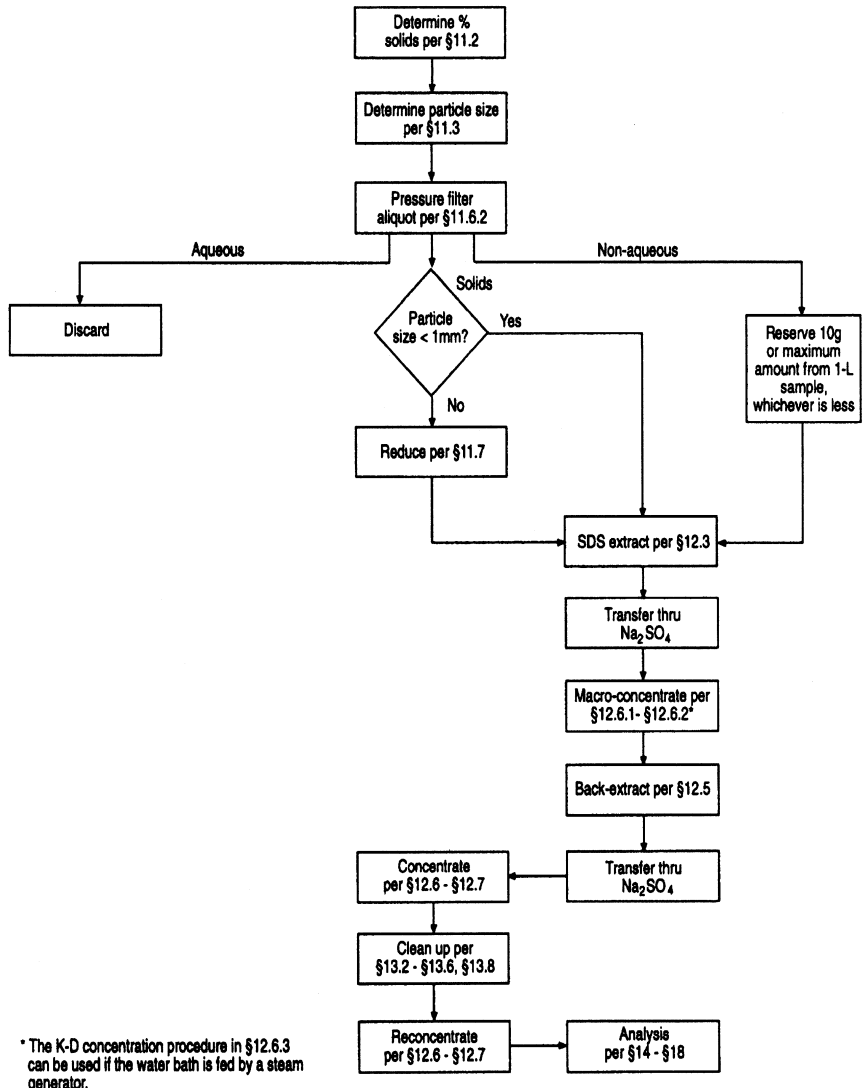 Determine %
solids per §11.2
Determine particle size
per §11.3
Pressure filter
aliquot per §11.6.2
Aqueous
Non-aqueous
Solids
Discard
Particle
size < 1mm?
Yes
Reserve 10g
or maximum
amount from 1-L
sample,
whichever is less
No
Reduce per §11.7
SDS extract per §12.3
Transfer thru
Na₂SO₄
Macro-concentrate per
§12.6.1- §12.6.2*
Back-extract per §12.5
Transfer thru
Na₂SO₄
Concentrate
per §12.6 - §12.7
Clean up per
§13.2 - §13.6, §13.8
Reconcentrate
per §12.6 - §12.7
Analysis
per §14 - §18
* The K-D concentration procedure in §12.6.3
can be used if the water bath is fed by a steam
generator.